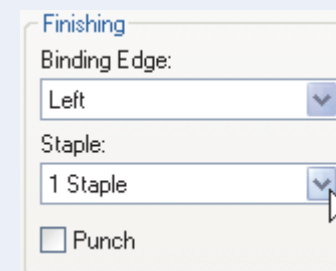 Finishing
Binding Edge:
Left
Staple:
1 Staple
Punch